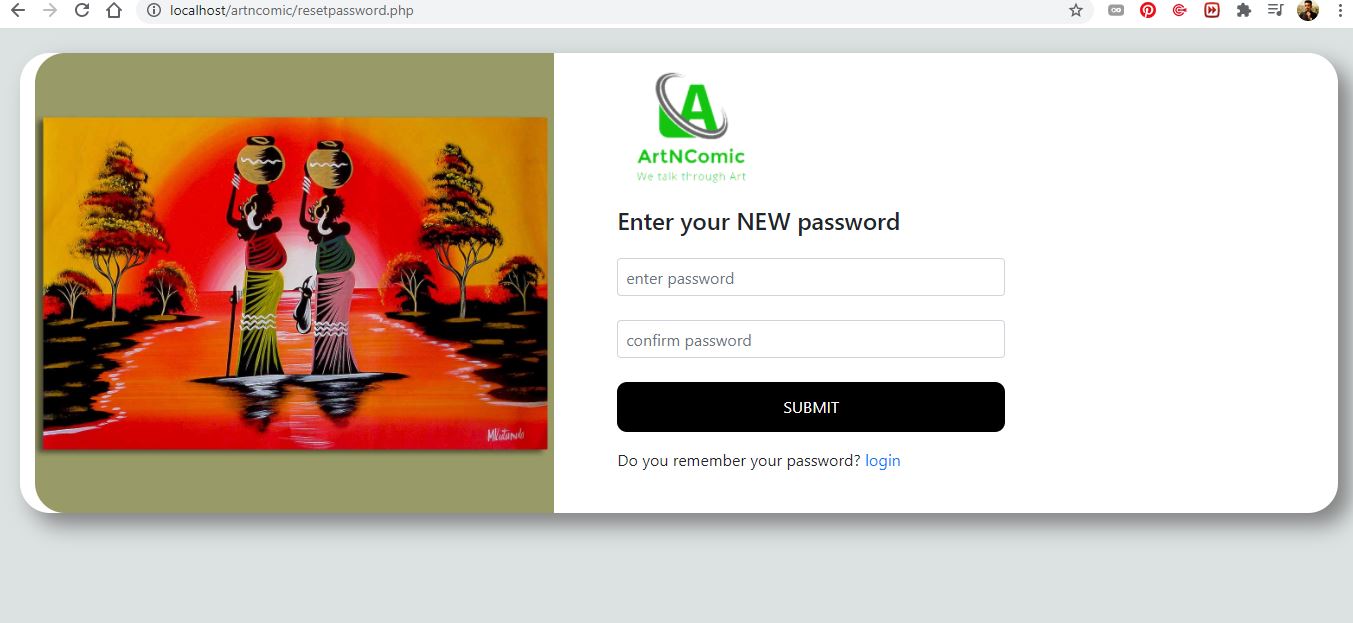 localhost/artncomic/resetpassword.php
ArtNComic
We talk through Art
Enter your NEW password
enter password
confirm password
SUBMIT
Do you remember your password? login